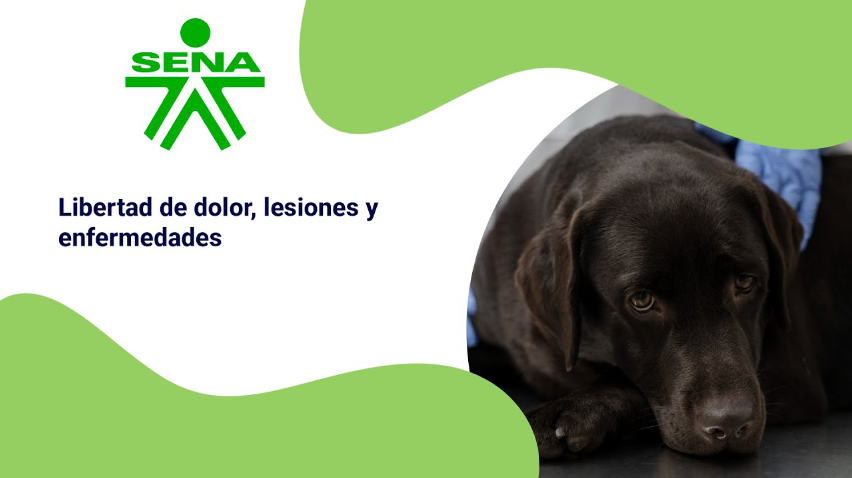 SENA
Libertad de dolor, lesiones y
enfermedades